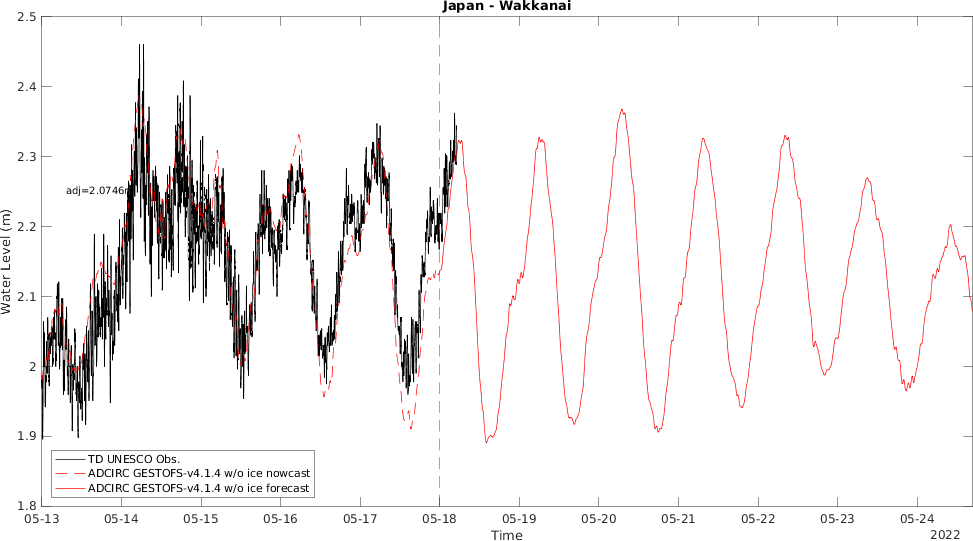 Japan - Wakkanai
2.5
2.4
2.3
2.2
2.1
2
1.9
1.8
Water Level (m)
adj=2.0746m
TD UNESCO Obs.
ADCIRC GESTOFS-v4.1.4 w/o ice nowcast
ADCIRC GESTOFS-v4.1.4 w/o ice forecast
05-13 05-14 05-15 05-16 05-17 05-18 05-19 05-20 05-21 05-22 05-23 05-24
Time
2022